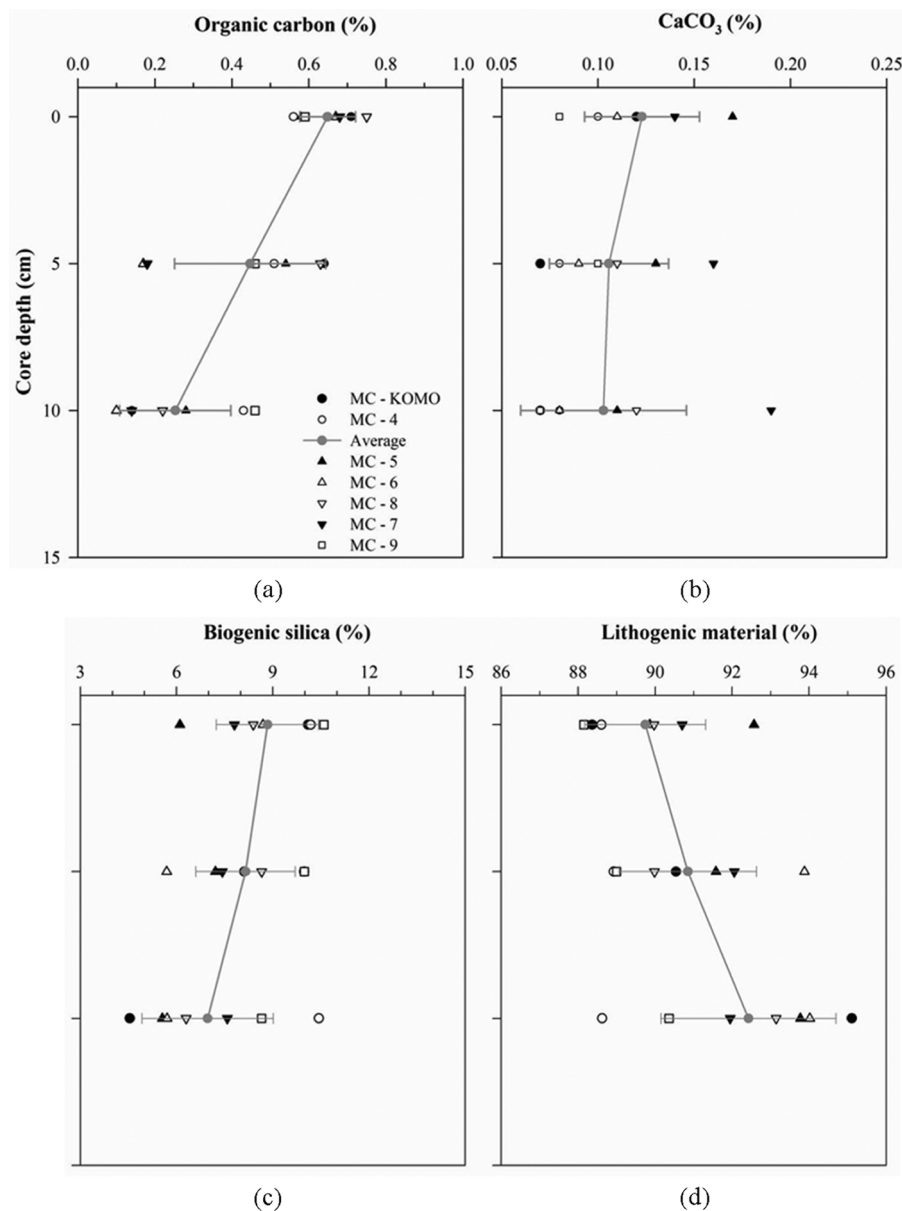 Organic carbon (%)
0.0 0.2 0.4 0.6 0.8 1.0
CaCO3 (%)
0.05 0.10 0.15 0.20 0.25
Core depth (cm)
0
5
10
15
MC - KOMO
MC - 4
Average
MC - 5
MC - 6
MC - 8
MC - 7
MC - 9
(a)
(b)
Biogenic silica (%)
3 6 9 12 15
Lithogenic material (%)
86 88 90 92 94 96
(c)
(d)